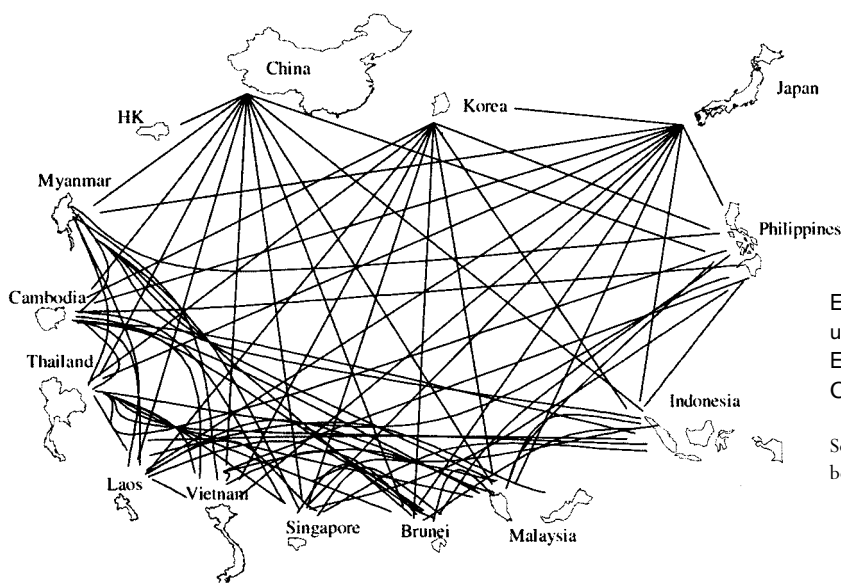 China
Korea
Japan
HK
Myanmar
Philippines
Cambodia
Thailand
Indonesia
Laos
Vietnam
Singapore
Brunei
Malaysia
E
u
E
C